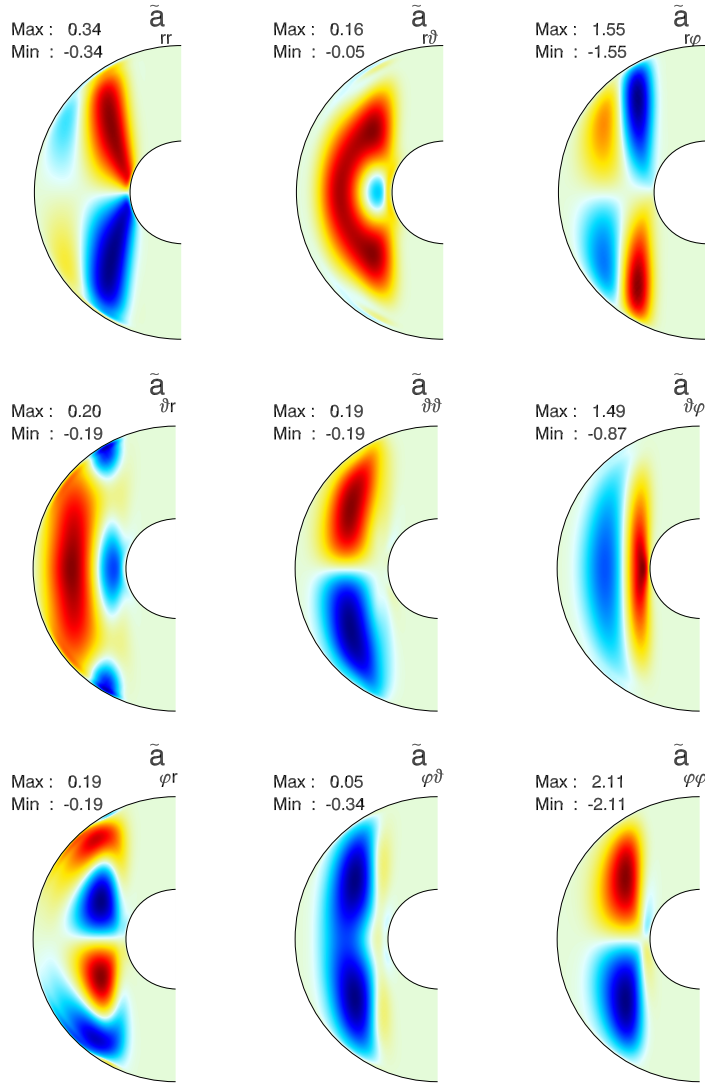 Max : 0.34 ã rr
Min : -0.34
Max : 0.16 ã rϑ
Min : -0.05
Max : 1.55 ã rφ
Min : -1.55
Max : 0.20 ã ϑr
Min : -0.19
Max : 0.19 ã ϑϑ
Min : -0.19
Max : 1.49 ã ϑφ
Min : -0.87
Max : 0.19 ã φr
Min : -0.19
Max : 0.05 ã φϑ
Min : -0.34
Max : 2.11 ã φφ
Min : -2.11